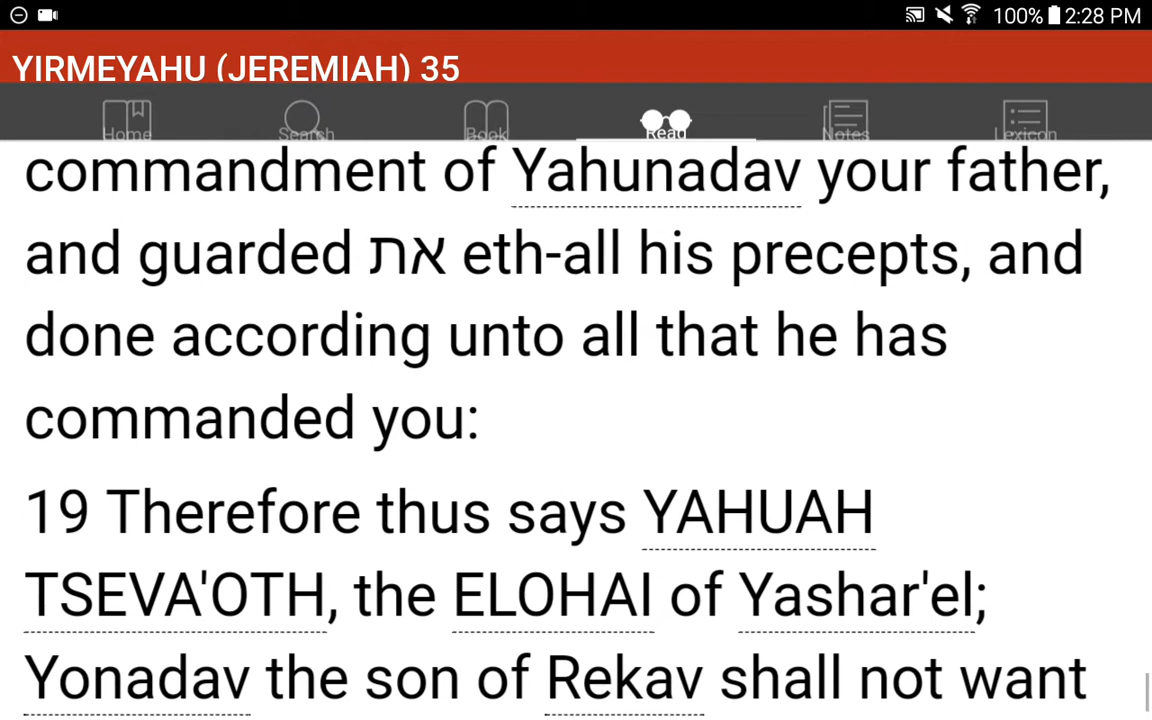 100% 2:28 PM
YIRMEYAHU (JEREMIAH) 35
Home Search Book Read Notes Lexicon
commandment of Yahunadav your father,
and guarded את eth-all his precepts, and
done according unto all that he has
commanded you:
19 Therefore thus says YAHUAH
TSEVA'OTH, the ELOHAI of Yashar'el;
Yonadav the son of Rekav shall not want